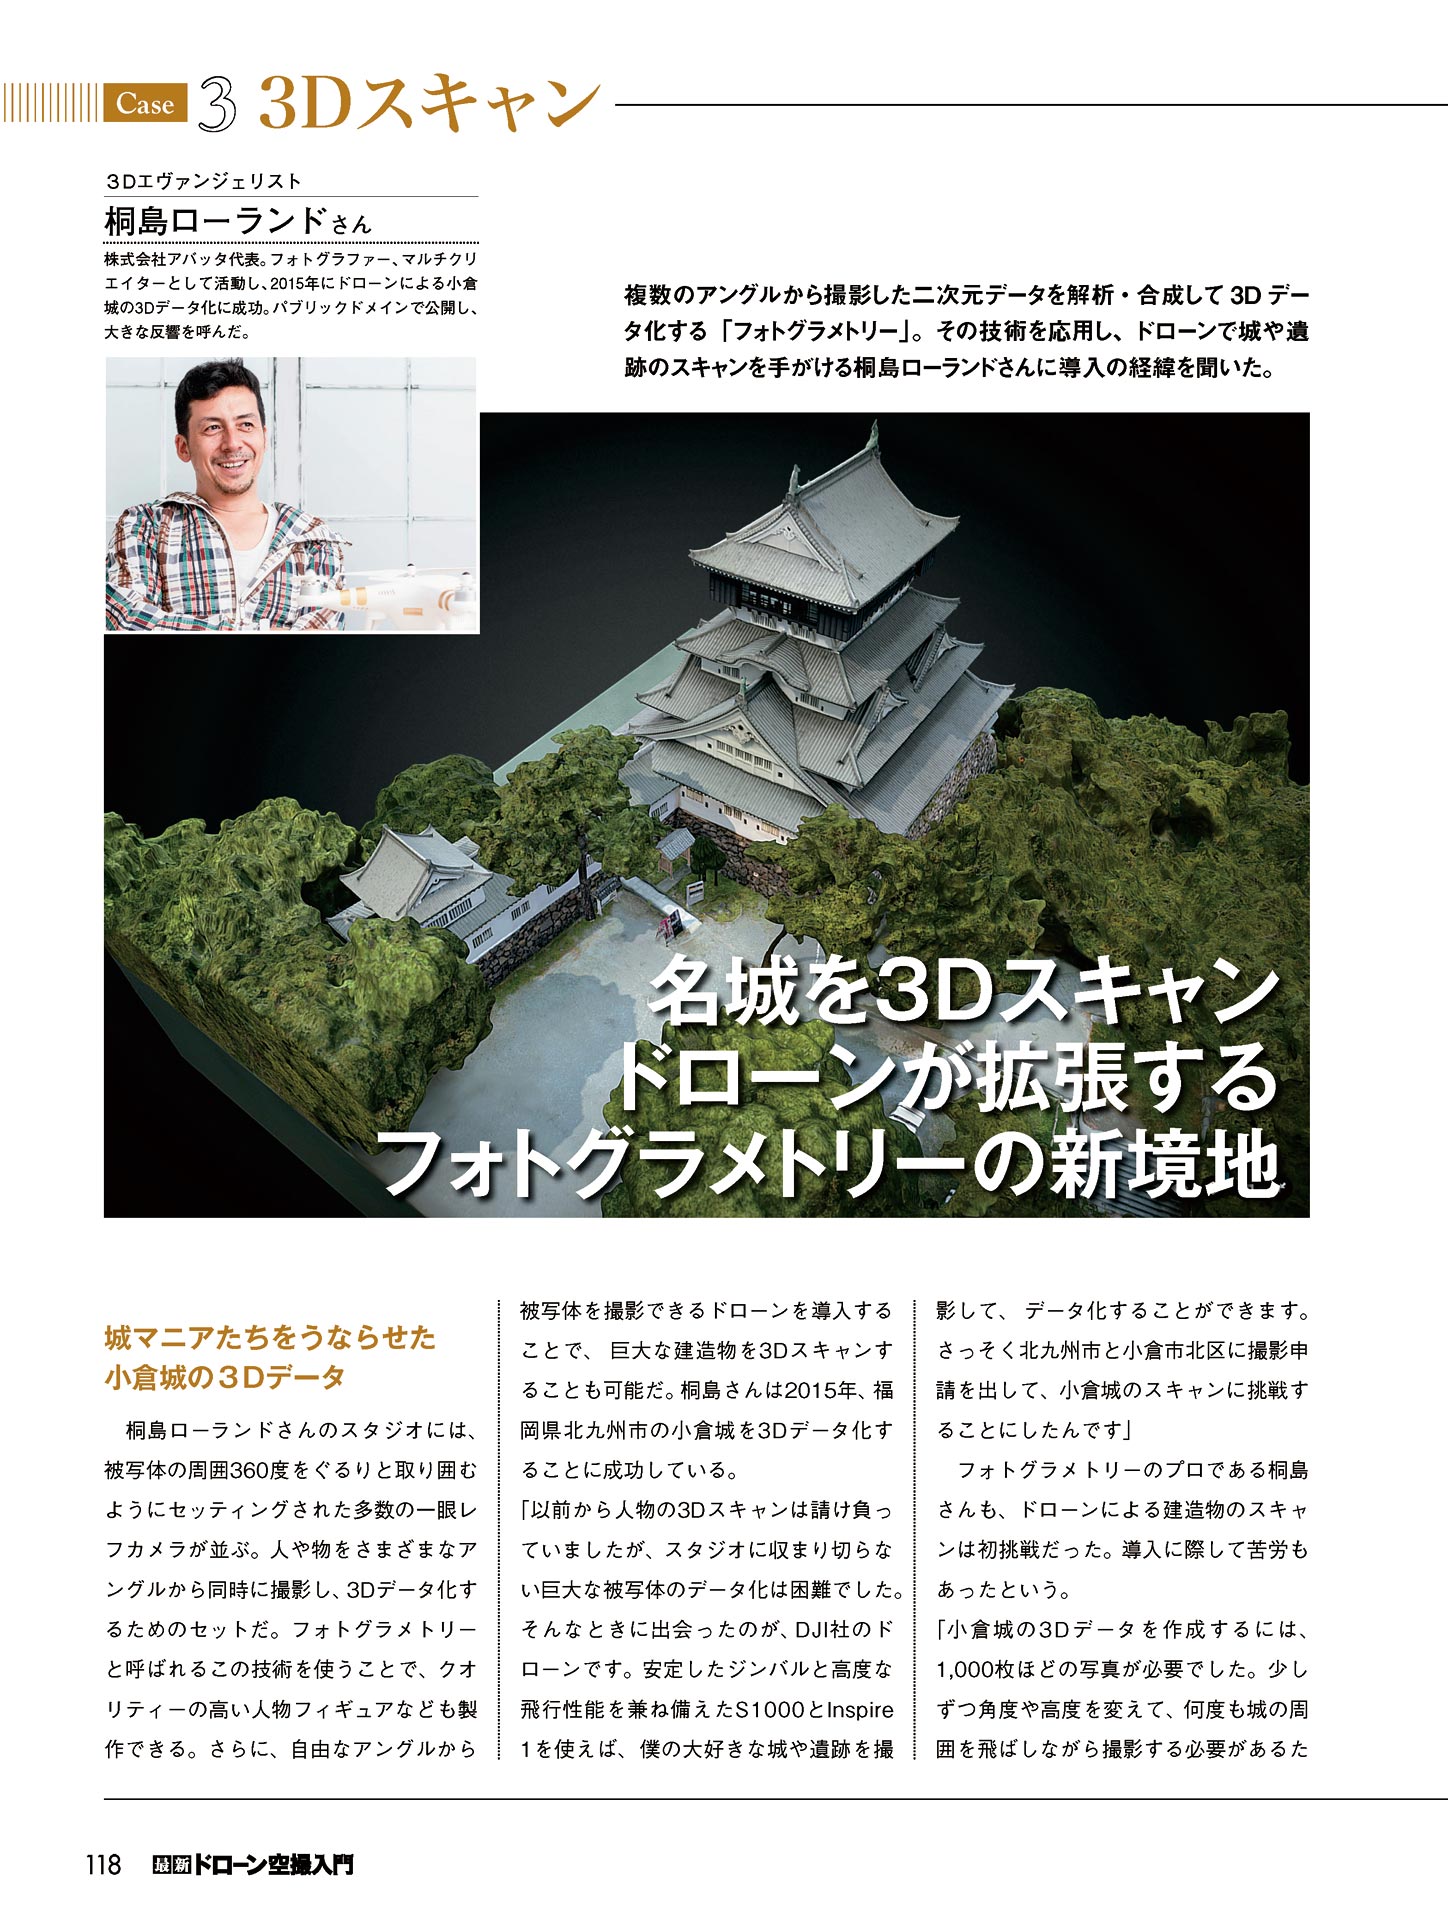 Case 3 3Dスキャン
3Dエヴァンジェリスト
桐島ローランドさん
株式会社アバッタ代表。フォトグラファー、マルチクリ
エイターとして活動し、2015年にドローンによる小倉
城の3Dデータ化に成功。パブリックドメインで公開し、
大きな反響を呼んだ。
複数のアングルから撮影した二次元データを解析・合成して3Dデー
タ化する「フォトグラメトリー」。その技術を応用し、ドローンで城や遺
跡のスキャンを手がける桐島ローランドさんに導入の経緯を聞いた。
名城を3Dスキャン
ドローンが拡張する
フォトグラメトリーの新境地
城マニアたちをうならせた
小倉城の3Dデータ
桐島ローランドさんのスタジオには、
被写体の周囲360度をぐるりと取り囲む
ようにセッティングされた多数の一眼レ
フカメラが並ぶ。人や物をさまざまなア
ングルから同時に撮影し、3Dデータ化す
るためのセットだ。フォトグラメトリー
と呼ばれるこの技術を使うことで、クオ
リティーの高い人物フィギュアなども製
作できる。さらに、自由なアングルから
被写体を撮影できるドローンを導入する
ことで、巨大な建造物を3Dスキャンす
ることも可能だ。桐島さんは2015年、福
岡県北九州市の小倉城を3Dデータ化す
ることに成功している。
「以前から人物の3Dスキャンは請け負っ
ていましたが、スタジオに収まり切らな
い巨大な被写体のデータ化は困難でした。
そんなときに出会ったのが、DJI社のド
ローンです。安定したジンバルと高度な
飛行性能を兼ね備えたS1000とInspire
1を使えば、僕の大好きな城や遺跡を撮
影して、データ化することができます。
さっそく北九州市と小倉市北区に撮影申
請を出して、小倉城のスキャンに挑戦す
ることにしたんです」
フォトグラメトリーのプロである桐島
さんも、ドローンによる建造物のスキャ
ンは初挑戦だった。導入に際して苦労も
あったという。
「小倉城の3Dデータを作成するには、
1,000枚ほどの写真が必要でした。少し
ずつ角度や高度を変えて、何度も城の周
囲を飛ばしながら撮影する必要があるた
118 最新ドローン空撮入門